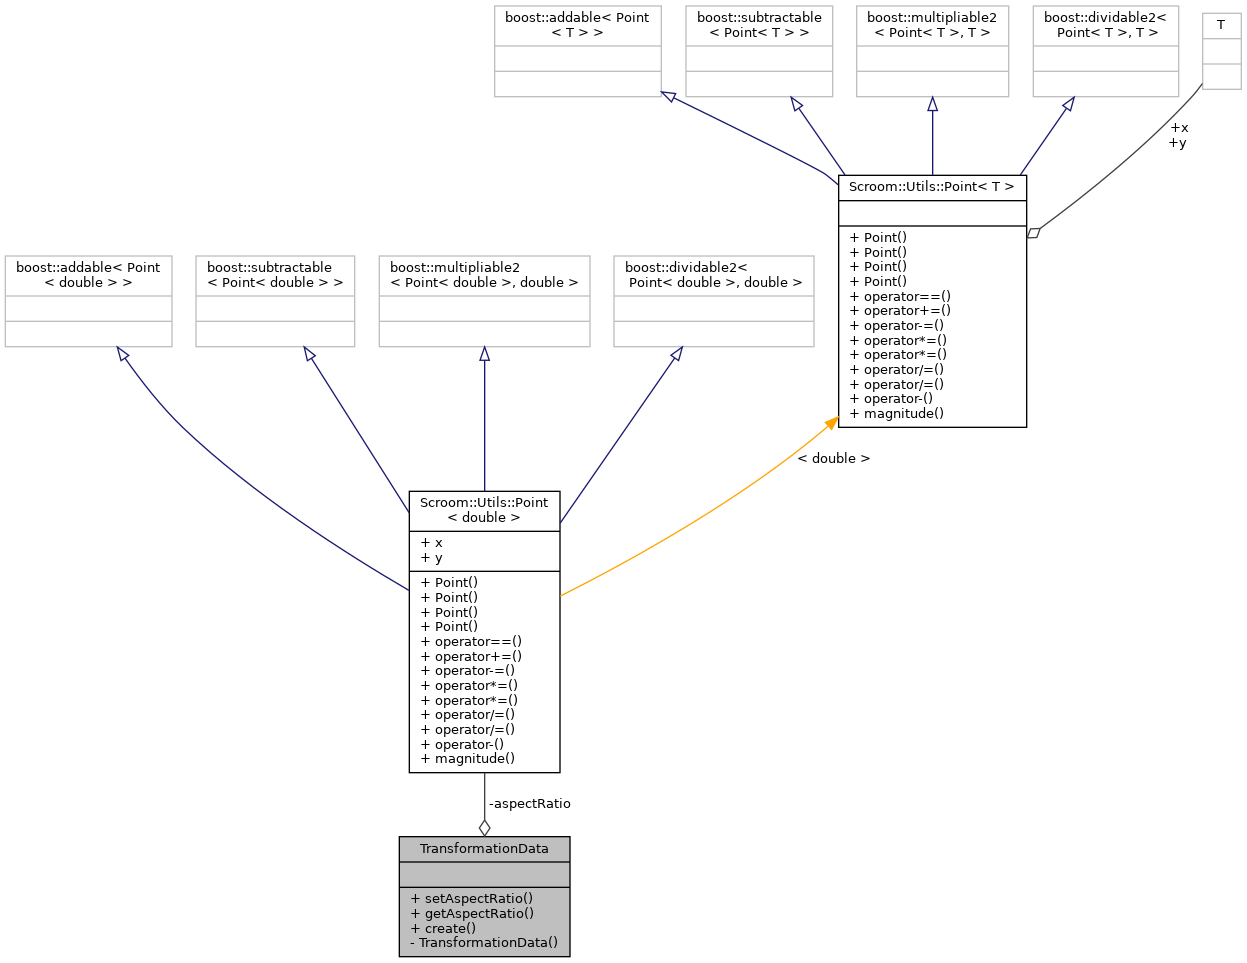 boost::addable< Point
< T > >
boost::subtractable
< Point< T > >
boost::multipliable2
< Point< T >, T >
boost::dividable2<
Point< T >, T >
T
+x
+y
Scroom::Utils::Point< T >
+ Point()
+ Point()
+ Point()
+ Point()
+ operator==()
+ operator+=()
+ operator-=()
+ operator*=()
+ operator*=()
+ operator/=()
+ operator/=()
+ operator-()
+ magnitude()
boost::addable< Point
< double > >
boost::subtractable
< Point< double > >
boost::multipliable2
< Point< double >, double >
boost::dividable2<
Point< double >, double >
< double >
Scroom::Utils::Point
< double >
+ x
+ y
+ Point()
+ Point()
+ Point()
+ Point()
+ operator==()
+ operator+=()
+ operator-=()
+ operator*=()
+ operator*=()
+ operator/=()
+ operator/=()
+ operator-()
+ magnitude()
-aspectRatio
TransformationData
+ setAspectRatio()
+ getAspectRatio()
+ create()
- TransformationData()